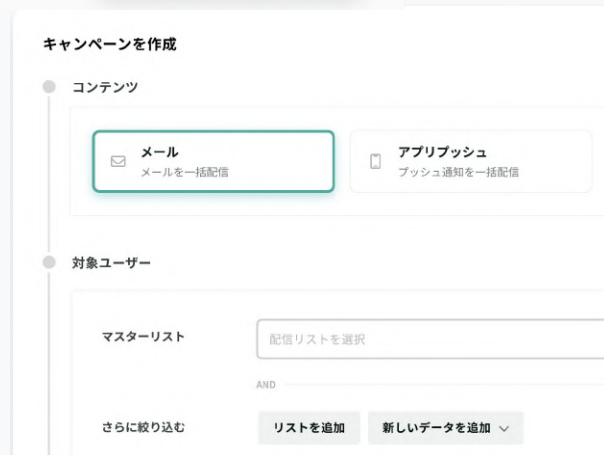 キャンペーンを作成
コンテンツ
メール
メールを一括配信
アプリプッシュ
プッシュ通知を一括配信
対象ユーザー
マスターリスト
配信リストを選択
AND
さらに絞り込む
リストを追加
新しいデータを追加